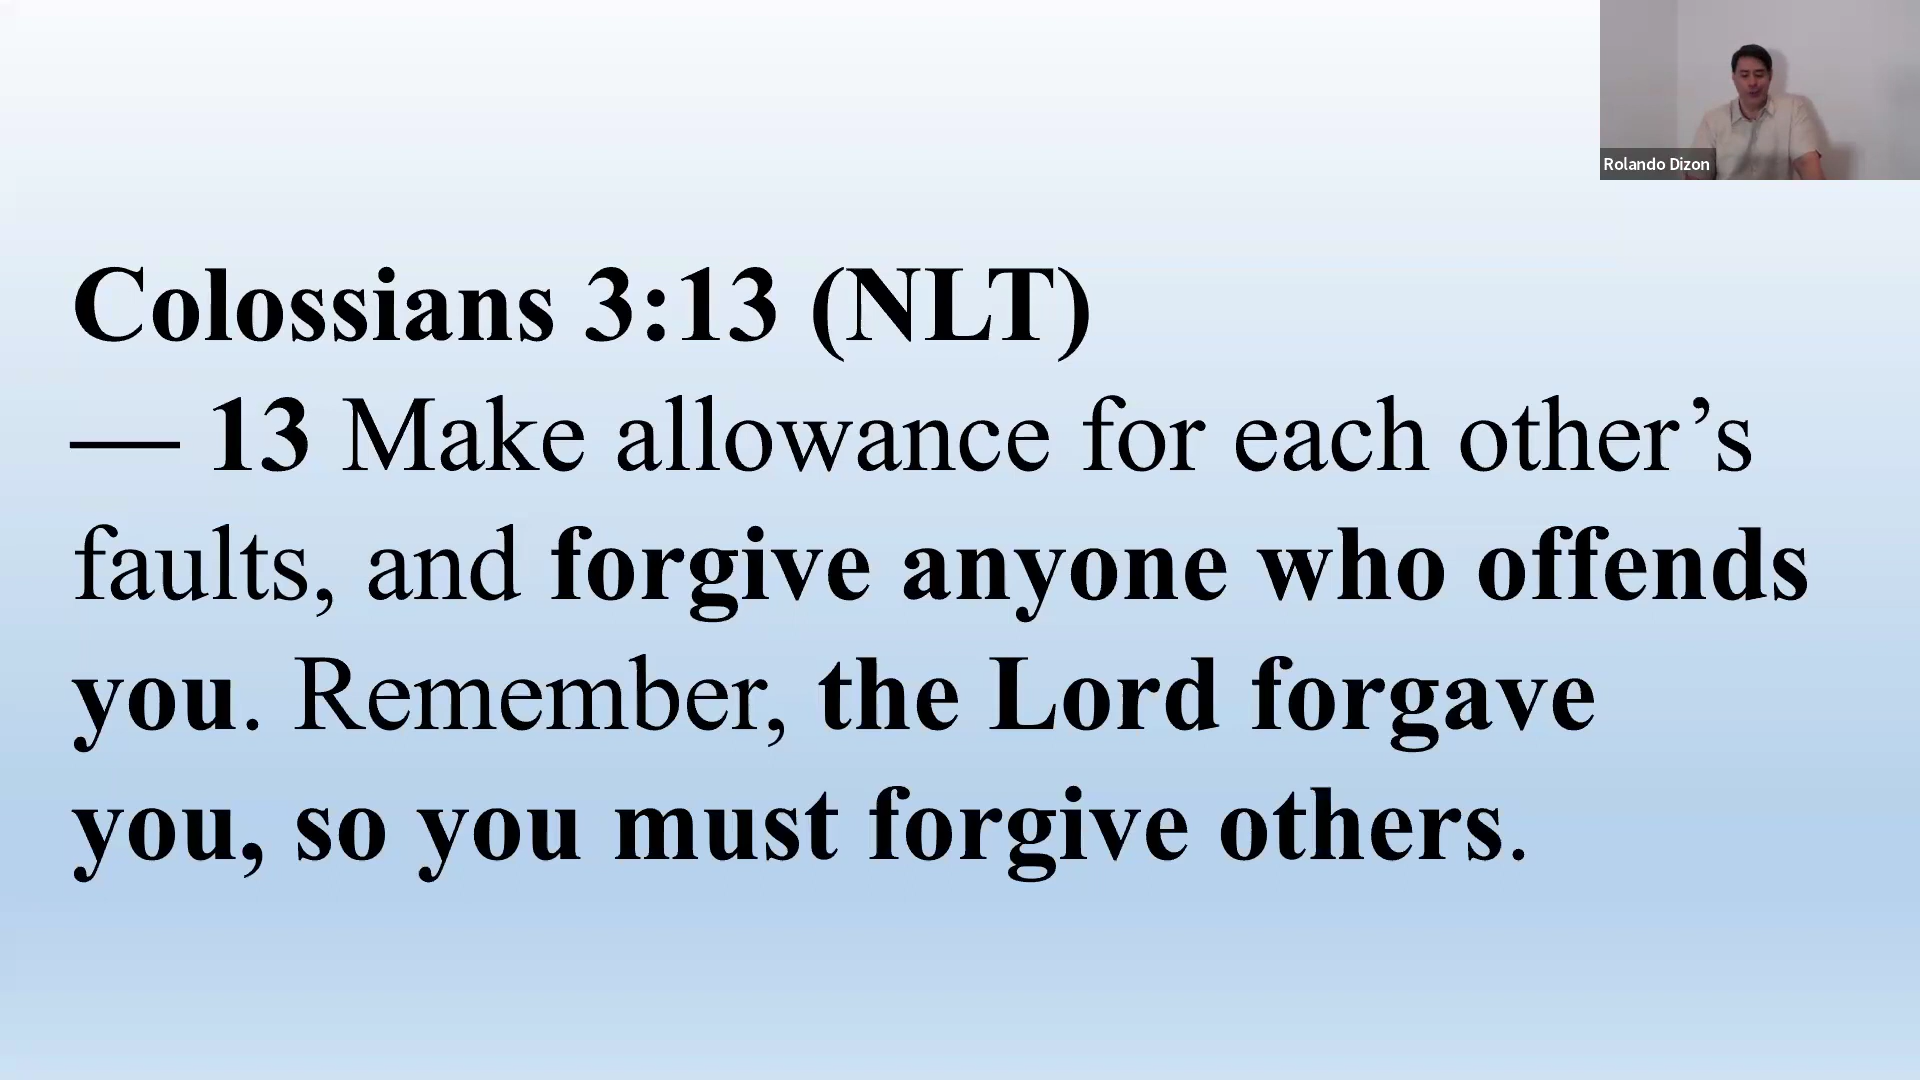 Rolando Dizon
Colossians 3:13 (NLT)
— 13 Make allowance for each other’s
faults, and forgive anyone who offends
you. Remember, the Lord forgave
you, so you must forgive others.